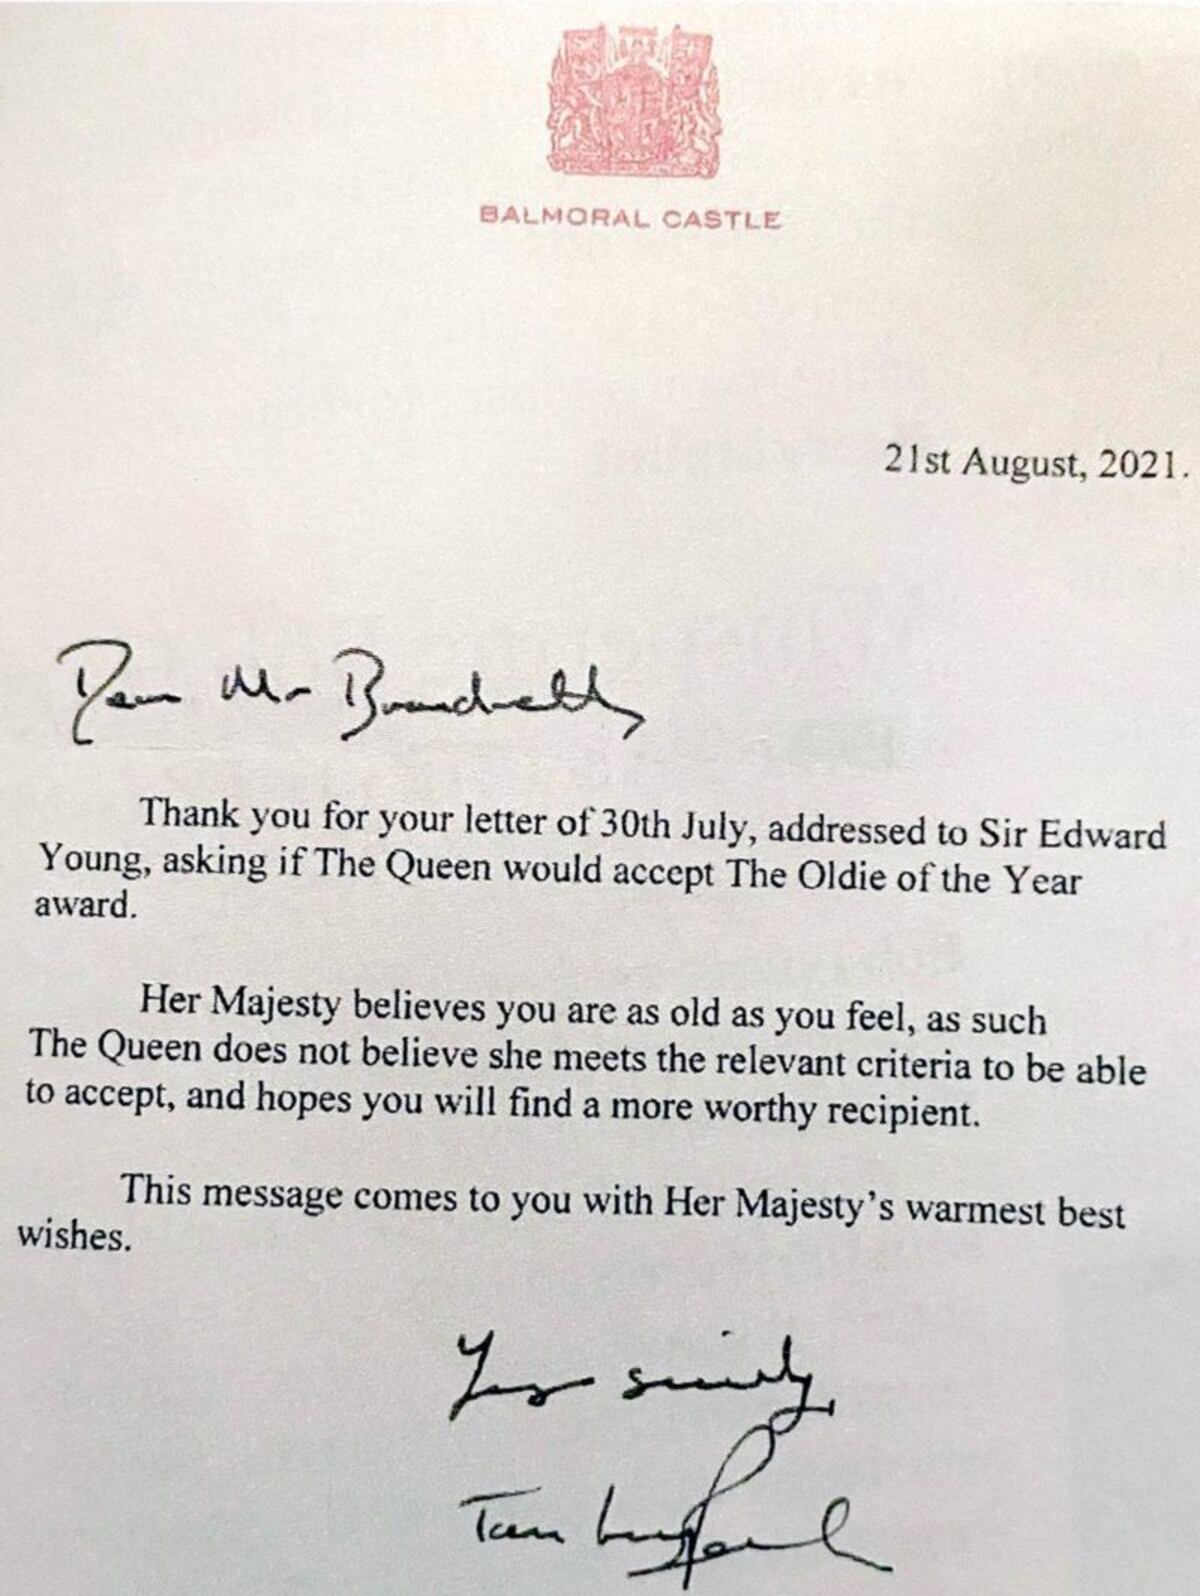 BALMORAL CASTLE
21st August, 2021.
Dear Mr Brandreth,
Thank you for your letter of 30th July, addressed to Sir Edward
Young, asking if The Queen would accept The Oldie of the Year
award.
Her Majesty believes you are as old as you feel, as such
The Queen does not believe she meets the relevant criteria to be able
to accept, and hopes you will find a more worthy recipient.
This message comes to you with Her Majesty’s warmest best
wishes.
Yours sincerely,
Tom